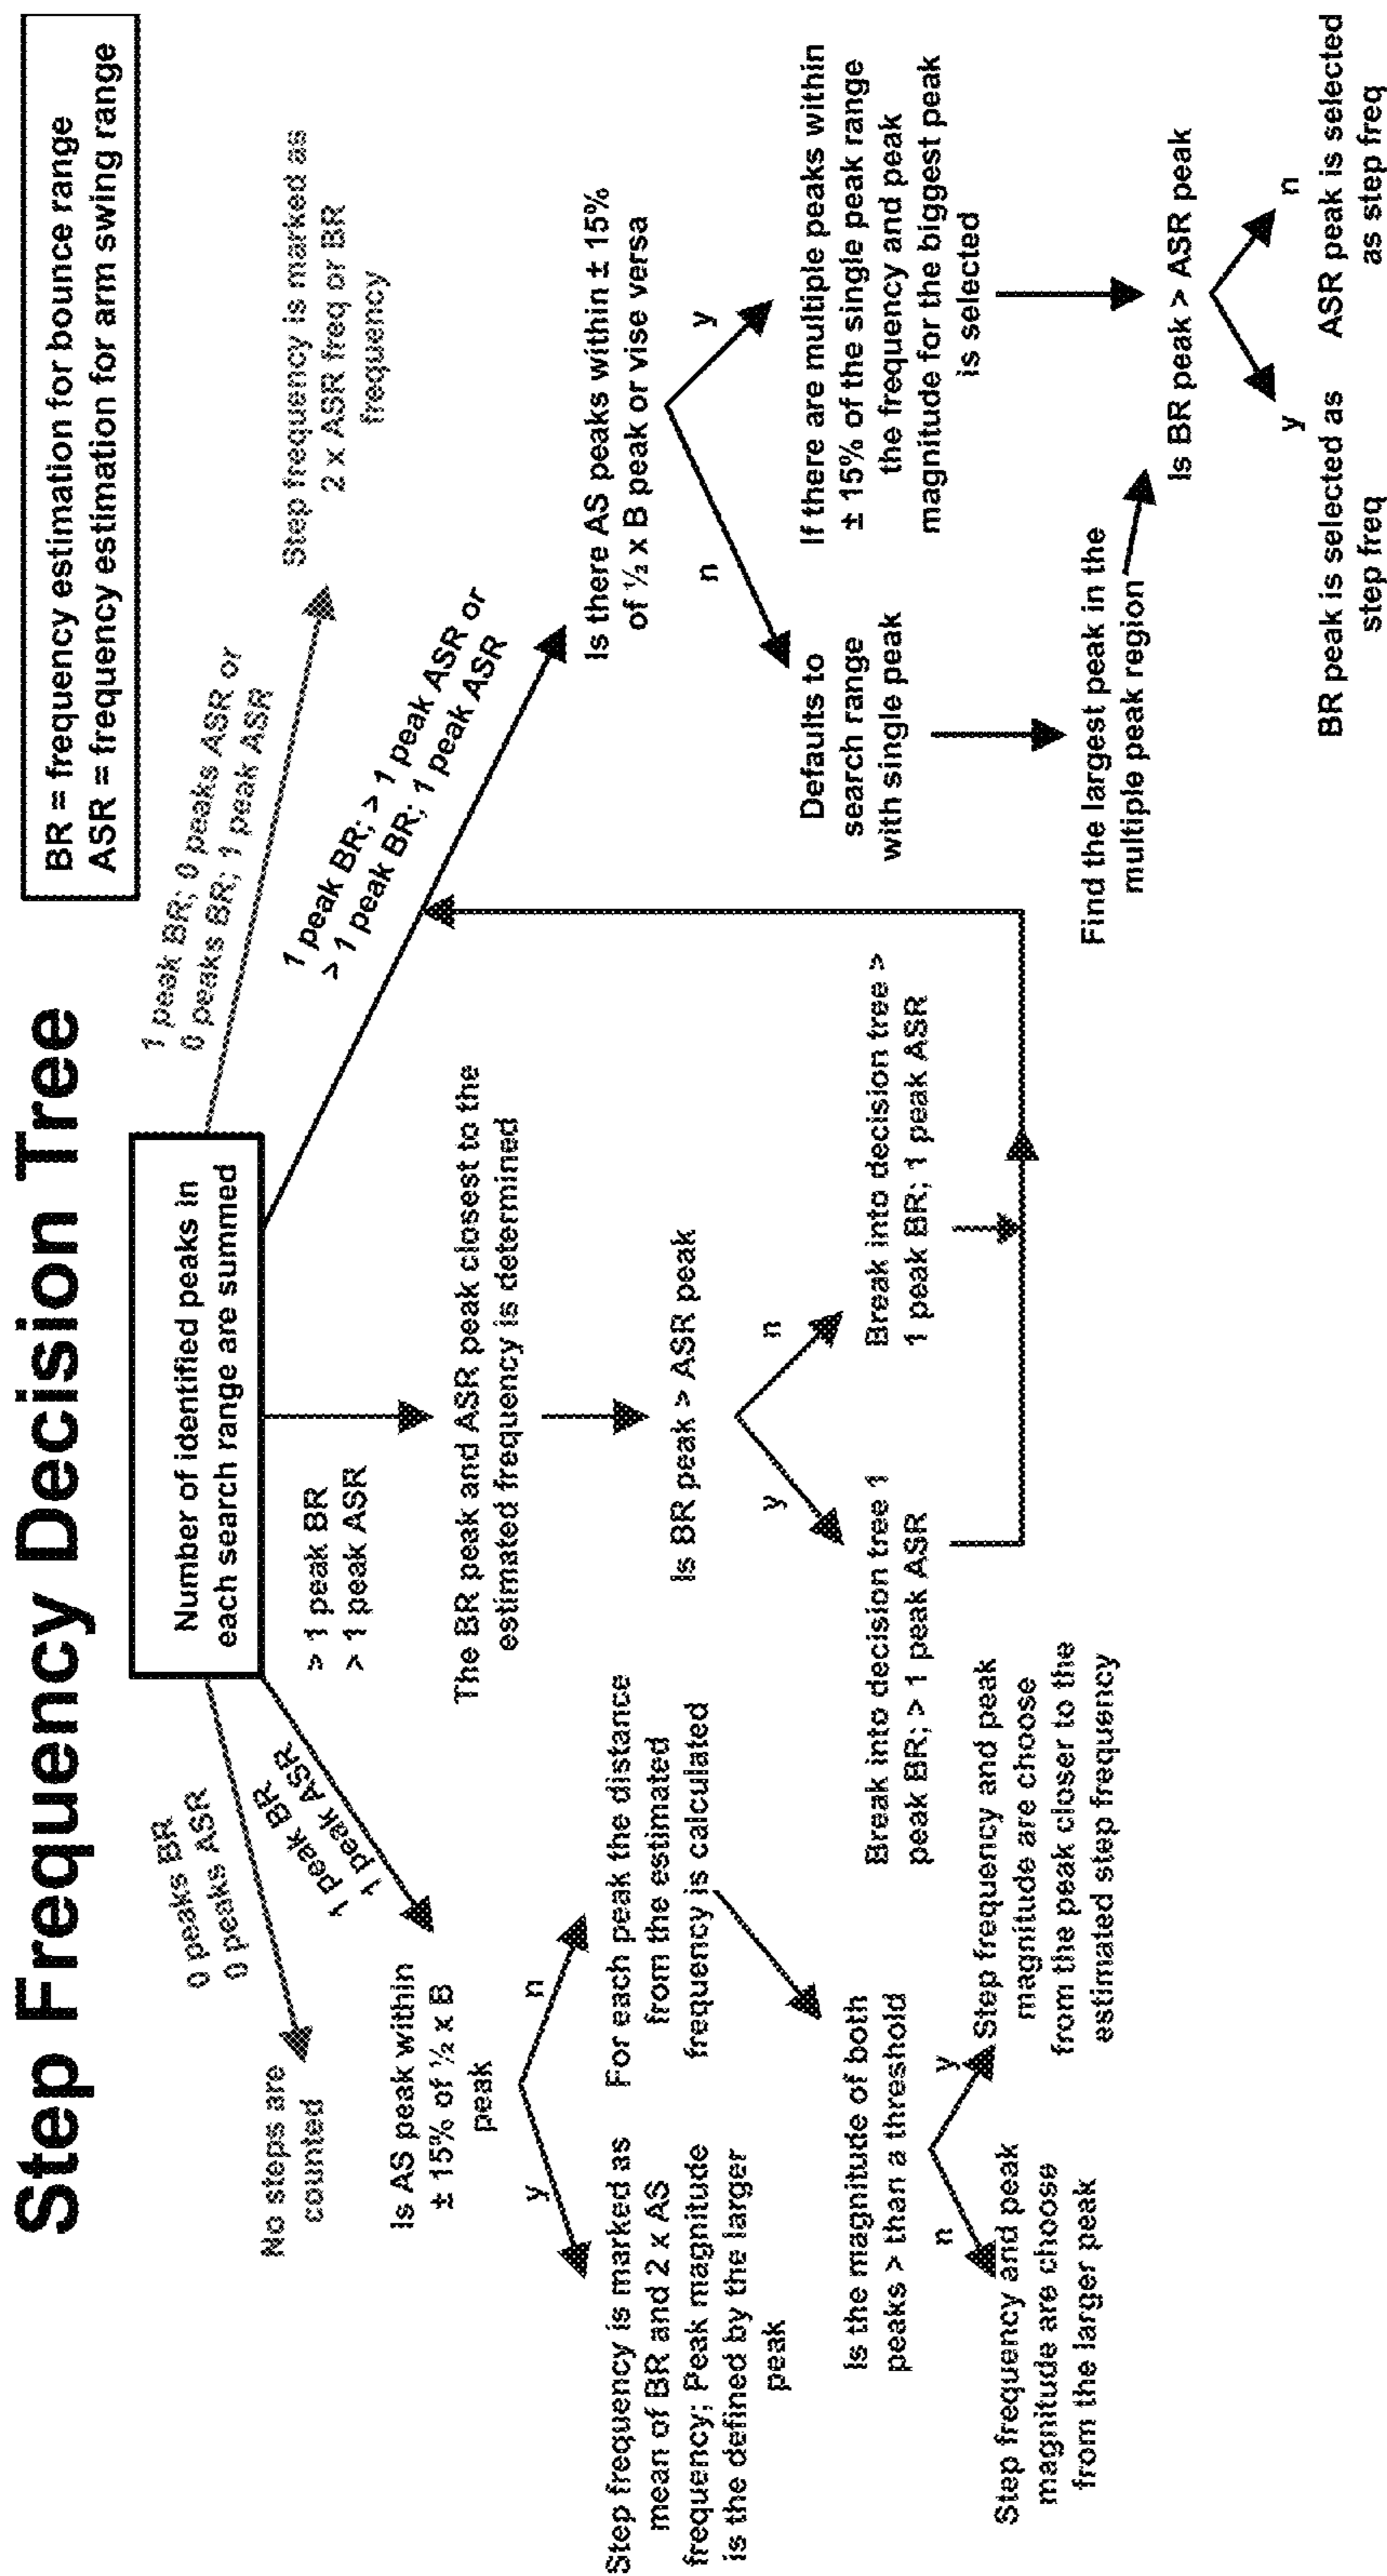 Step Frequency Decision Tree
BR = frequency estimation for bounce range
ASR = frequency estimation for arm swing range
Number of identified peaks in
each search range are summed
0 peaks BR
0 peaks ASR
No steps are
counted
1 peak BR
1 peak ASR
Is AS peak within
± 15% of ½ x B
peak
y
n
Step frequency is marked as
mean of BR and 2 x AS
frequency; Peak magnitude
is the defined by the larger
peak
For each peak the distance
from the estimated
frequency is calculated
Is the magnitude of both
peaks > than a threshold
n
y
Step frequency and peak
magnitude are choose
from the larger peak
Step frequency and peak
magnitude are choose
from the peak closer to the
estimated step frequency
> 1 peak BR
> 1 peak ASR
The BR peak and ASR peak closest to the
estimated frequency is determined
Is BR peak > ASR peak
y
n
Break into decision tree 1
peak BR; > 1 peak ASR
Break into decision tree >
1 peak BR; 1 peak ASR
1 peak BR; > 1 peak ASR or
> 1 peak BR; 1 peak ASR
Is there AS peaks within ± 15%
of ½ x B peak or vise versa
n
y
Defaults to
search range
with single peak
If there are multiple peaks within
± 15% of the single peak range
the frequency and peak
magnitude for the biggest peak
is selected
Find the largest peak in the
multiple peak region
Is BR peak > ASR peak
y
n
BR peak is selected as
step freq
ASR peak is selected
as step freq
1 peak BR; 0 peaks ASR or
0 peaks BR; 1 peak ASR
Step frequency is marked as
2 x ASR freq or BR
frequency